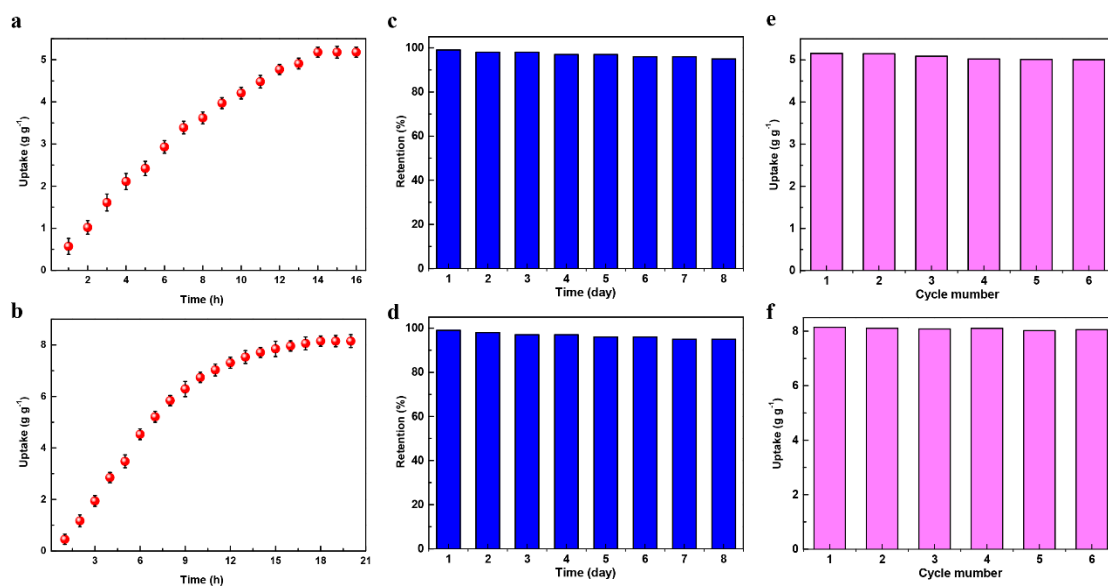 a
Uptake (g g⁻¹)
5
4
3
2
1
0
2 4 6 8 10 12 14 16
Time (h)
c
Retention (%)
100
80
60
40
20
0
1 2 3 4 5 6 7 8
Time (day)
e
Uptake (g g⁻¹)
5
4
3
2
1
0
1 2 3 4 5 6
Cycle mumber
b
Uptake (g g⁻¹)
8
6
4
2
0
3 6 9 12 15 18 21
Time (h)
d
Retention (%)
100
80
60
40
20
0
1 2 3 4 5 6 7 8
Time (day)
f
Uptake (g g⁻¹)
8
6
4
2
0
1 2 3 4 5 6
Cycle mumber